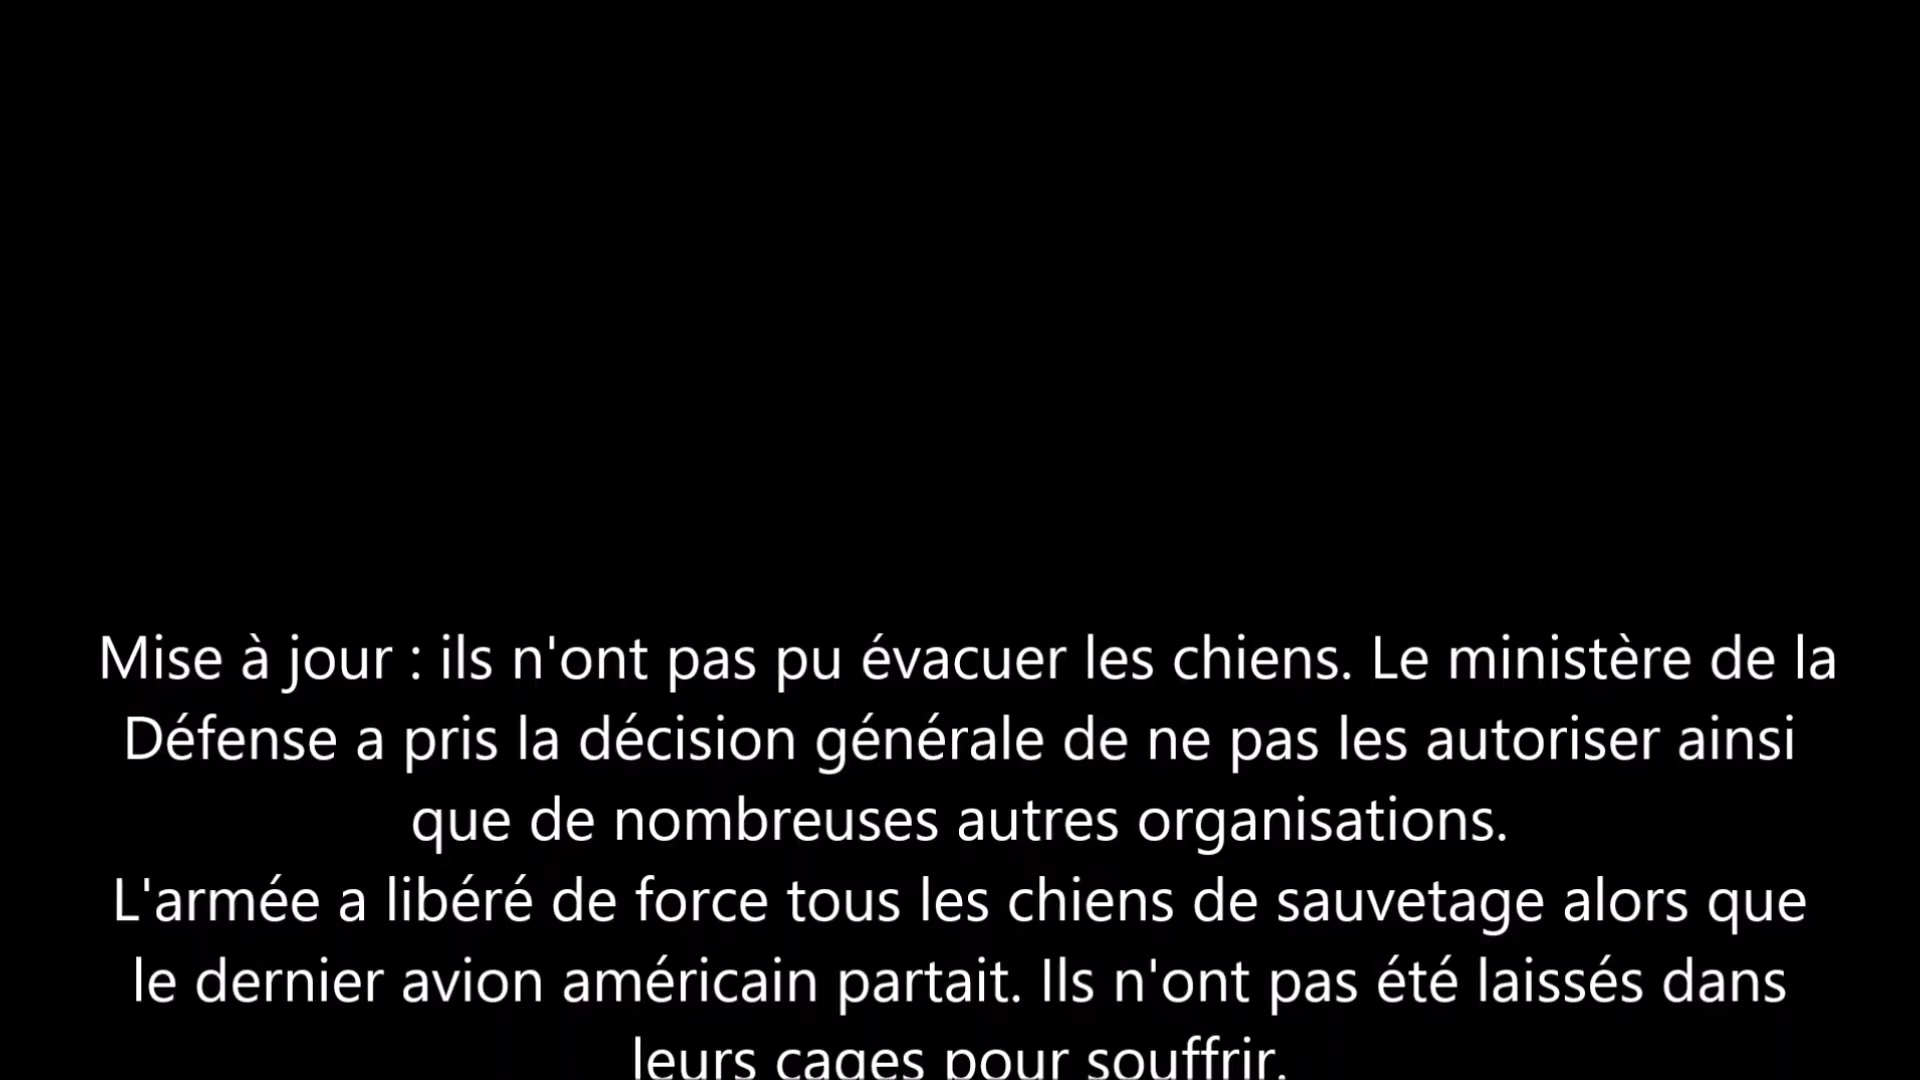 Mise à jour : ils n'ont pas pu évacuer les chiens. Le ministère de la
Défense a pris la décision générale de ne pas les autoriser ainsi
que de nombreuses autres organisations.
L'armée a libéré de force tous les chiens de sauvetage alors que
le dernier avion américain partait. Ils n'ont pas été laissés dans
leurs cages pour souffrir.